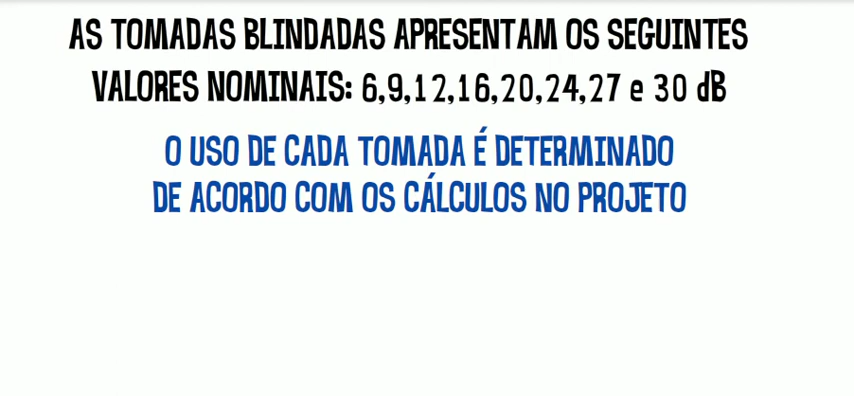 AS TOMADAS BLINDADAS APRESENTAM OS SEGUINTES
VALORES NOMINAIS: 6,9,12,16,20,24,27 e 30 dB
O USO DE CADA TOMADA É DETERMINADO
DE ACORDO COM OS CÁLCULOS NO PROJETO